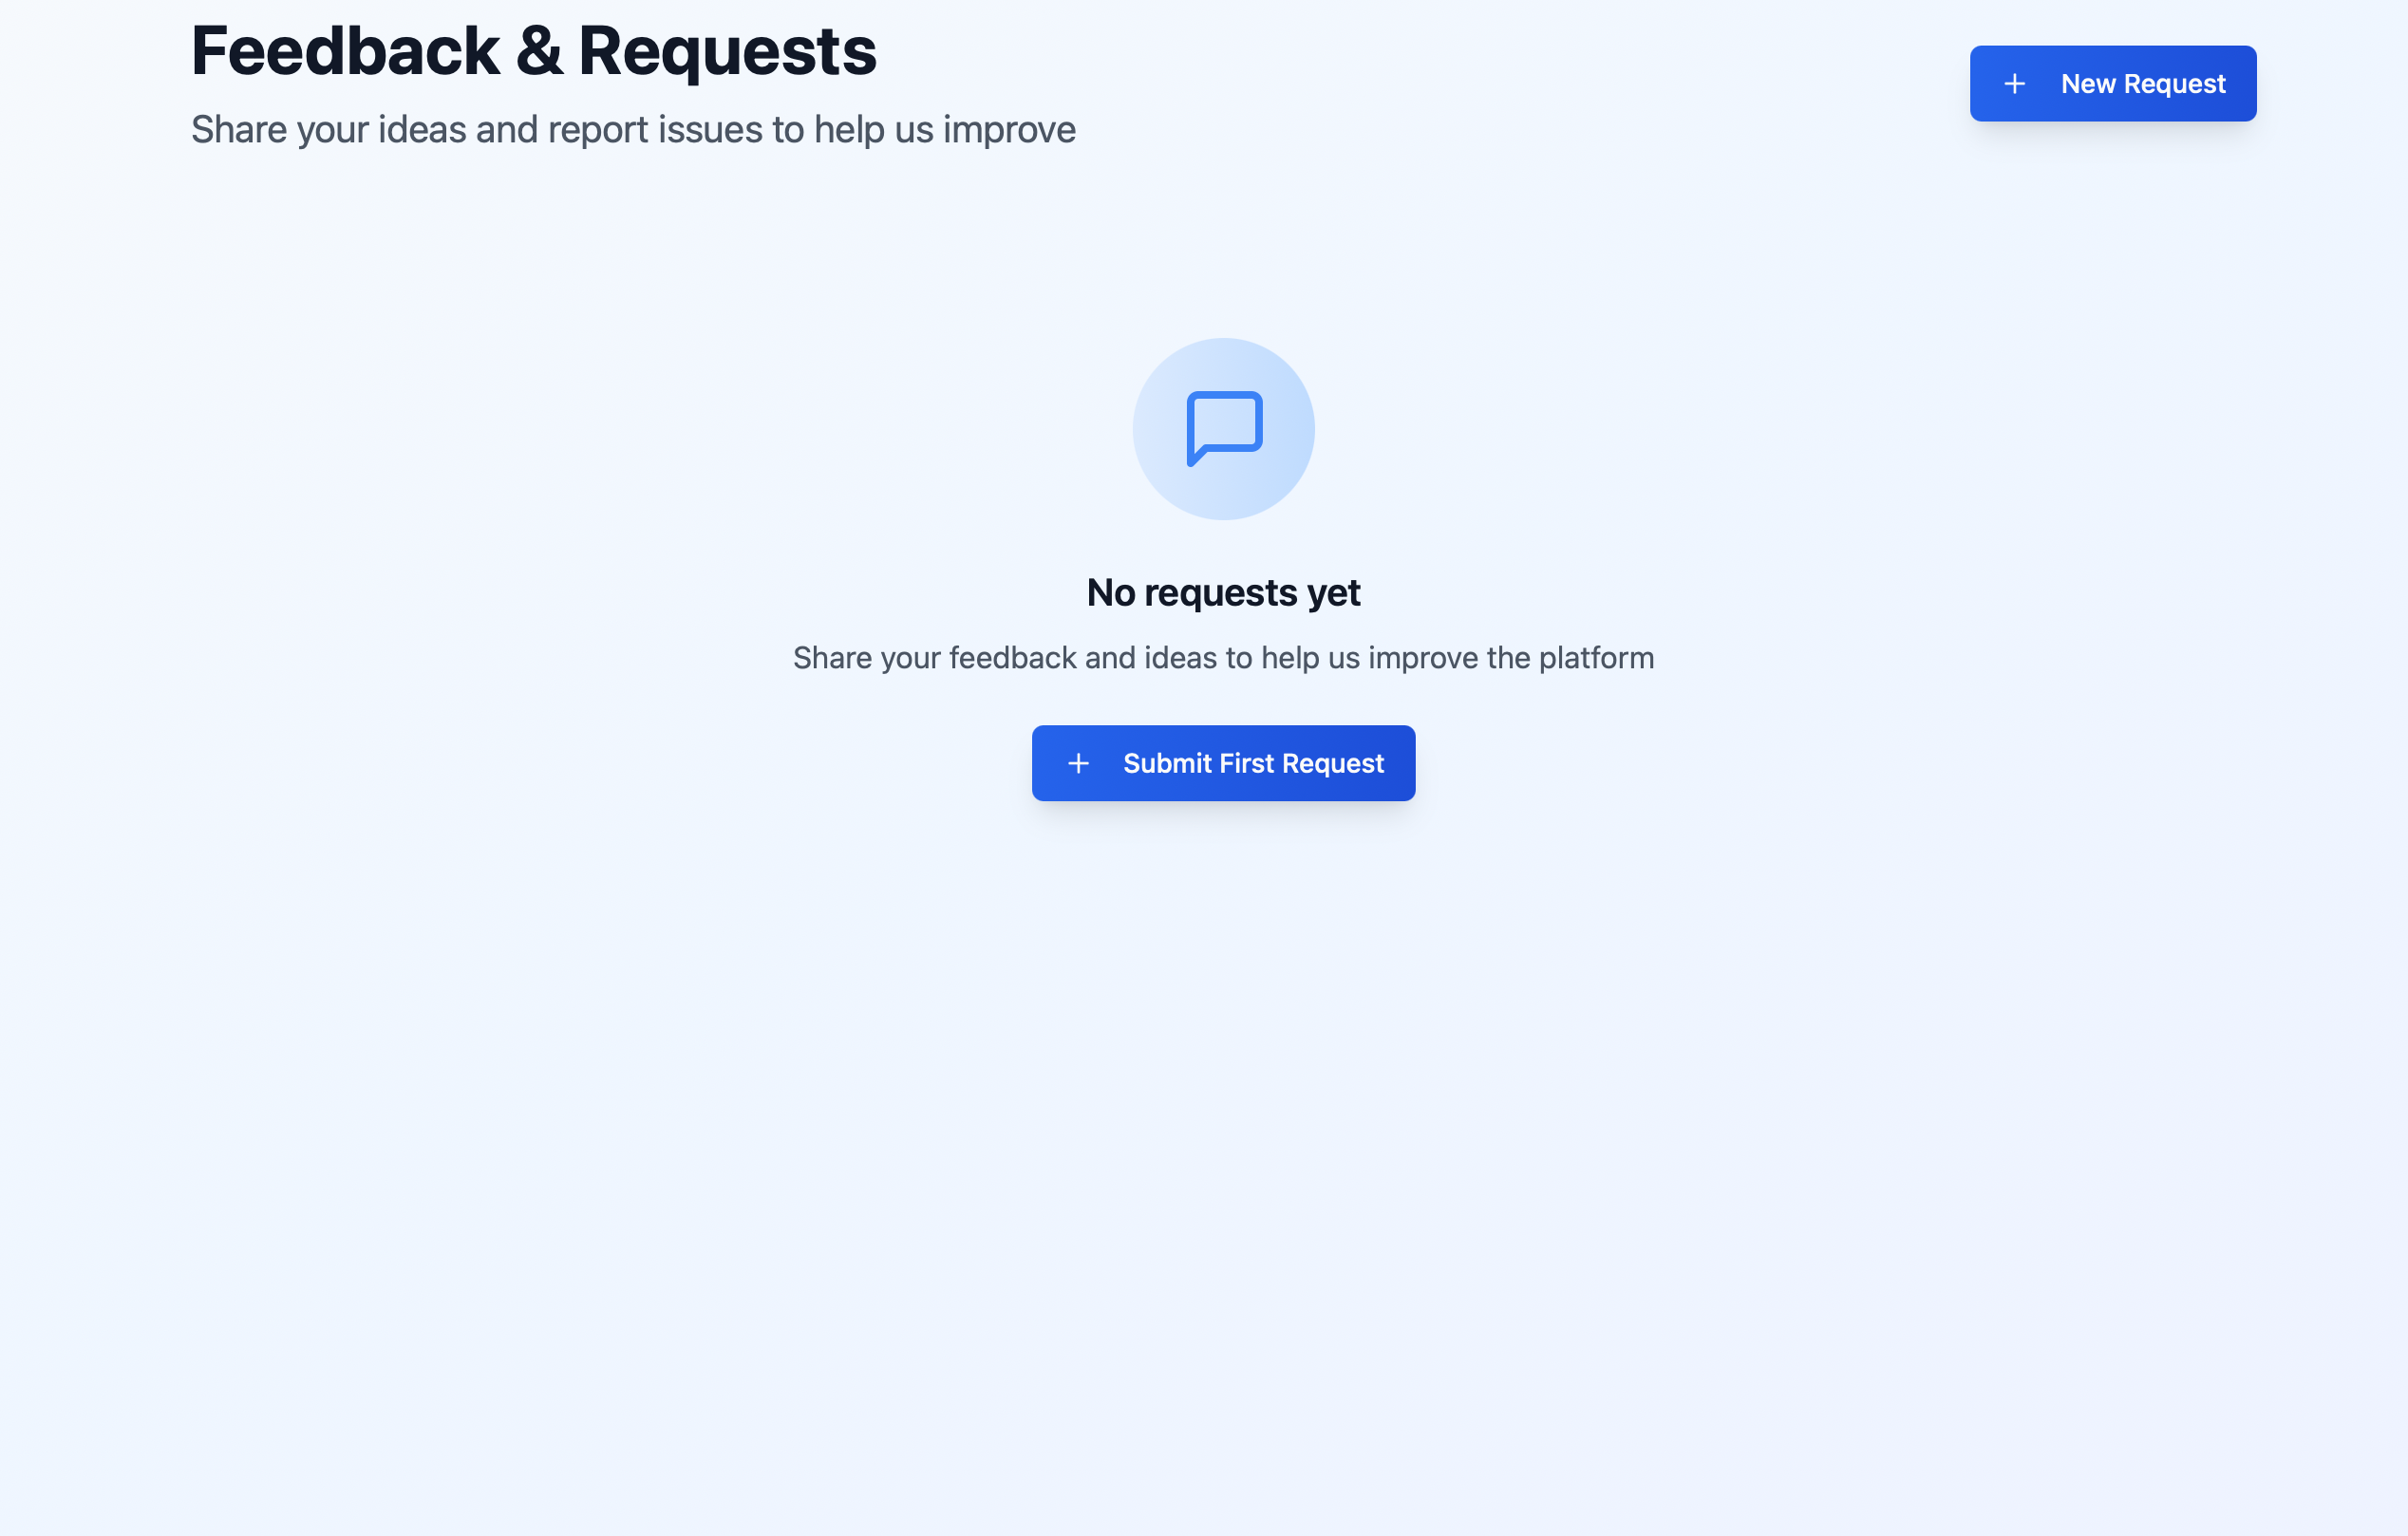 Feedback & Requests
Share your ideas and report issues to help us improve
New Request
No requests yet
Share your feedback and ideas to help us improve the platform
Submit First Request